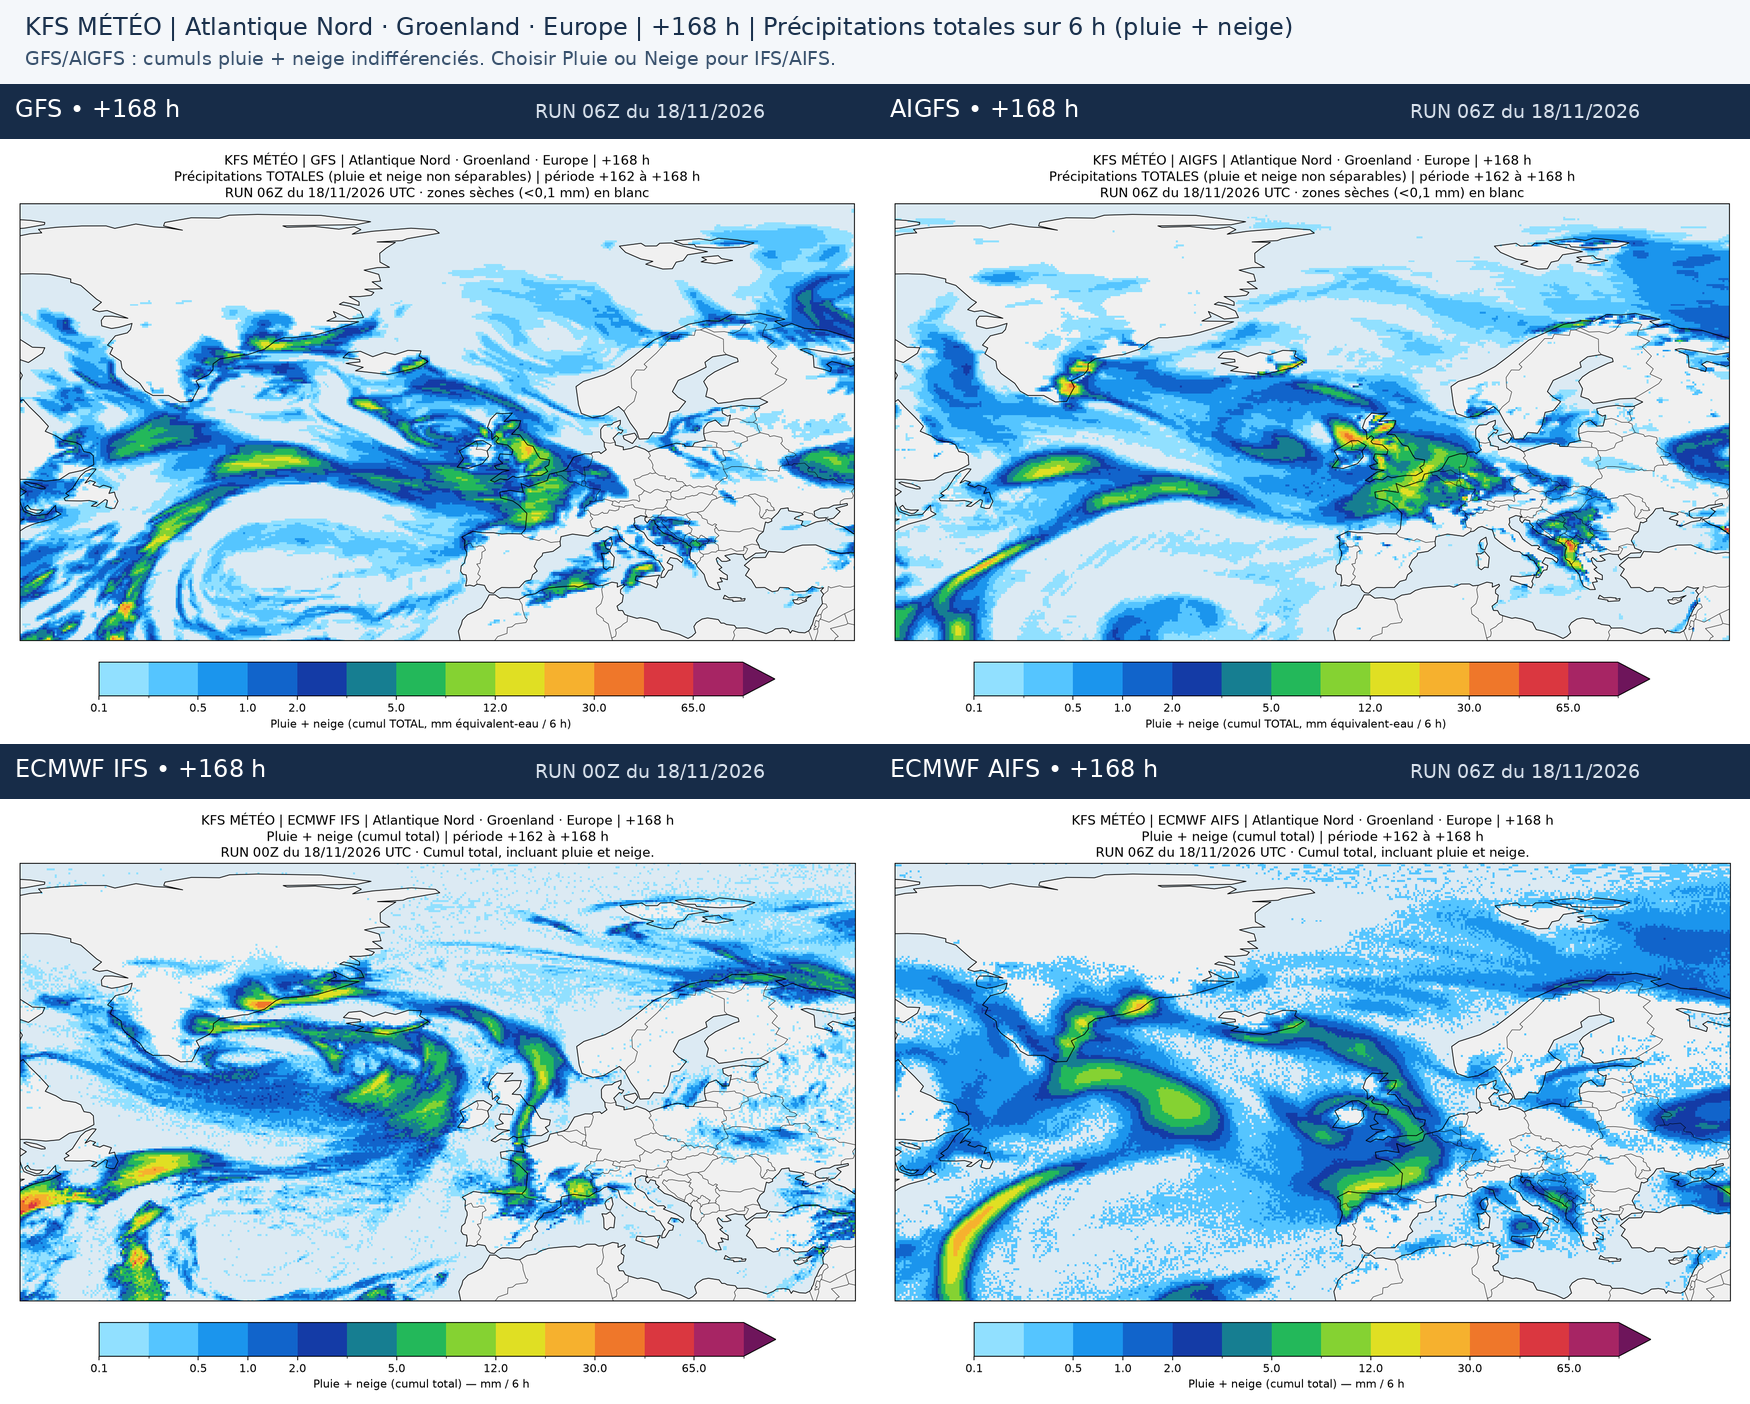 KFS MÉTÉO | Atlantique Nord · Groenland · Europe | +168 h | Précipitations totales sur 6 h (pluie + neige)
GFS/AIGFS : cumuls pluie + neige indifférenciés. Choisir Pluie ou Neige pour IFS/AIFS.
GFS • +168 h
RUN 06Z du 18/11/2026
KFS MÉTÉO | GFS | Atlantique Nord · Groenland · Europe | +168 h
Précipitations TOTALES (pluie et neige non séparables) | période +162 à +168 h
RUN 06Z du 18/11/2026 UTC · zones sèches (<0,1 mm) en blanc
0.1 0.5 1.0 2.0 5.0 12.0 30.0 65.0
Pluie + neige (cumul TOTAL, mm équivalent-eau / 6 h)
AIGFS • +168 h
RUN 06Z du 18/11/2026
KFS MÉTÉO | AIGFS | Atlantique Nord · Groenland · Europe | +168 h
Précipitations TOTALES (pluie et neige non séparables) | période +162 à +168 h
RUN 06Z du 18/11/2026 UTC · zones sèches (<0,1 mm) en blanc
0.1 0.5 1.0 2.0 5.0 12.0 30.0 65.0
Pluie + neige (cumul TOTAL, mm équivalent-eau / 6 h)
ECMWF IFS • +168 h
RUN 00Z du 18/11/2026
KFS MÉTÉO | ECMWF IFS | Atlantique Nord · Groenland · Europe | +168 h
Pluie + neige (cumul total) | période +162 à +168 h
RUN 00Z du 18/11/2026 UTC · Cumul total, incluant pluie et neige.
0.1 0.5 1.0 2.0 5.0 12.0 30.0 65.0
Pluie + neige (cumul total) — mm / 6 h
ECMWF AIFS • +168 h
RUN 06Z du 18/11/2026
KFS MÉTÉO | ECMWF AIFS | Atlantique Nord · Groenland · Europe | +168 h
Pluie + neige (cumul total) | période +162 à +168 h
RUN 06Z du 18/11/2026 UTC · Cumul total, incluant pluie et neige.
0.1 0.5 1.0 2.0 5.0 12.0 30.0 65.0
Pluie + neige (cumul total) — mm / 6 h